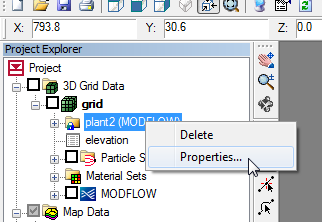 X: 793.8 Y: 30.6 Z: 0.0
Project Explorer
Project
3D Grid Data
grid
plant2 (MODFLOW)
Delete
elevation
Properties...
Particle S
Material Sets
MODFLOW
Map Data